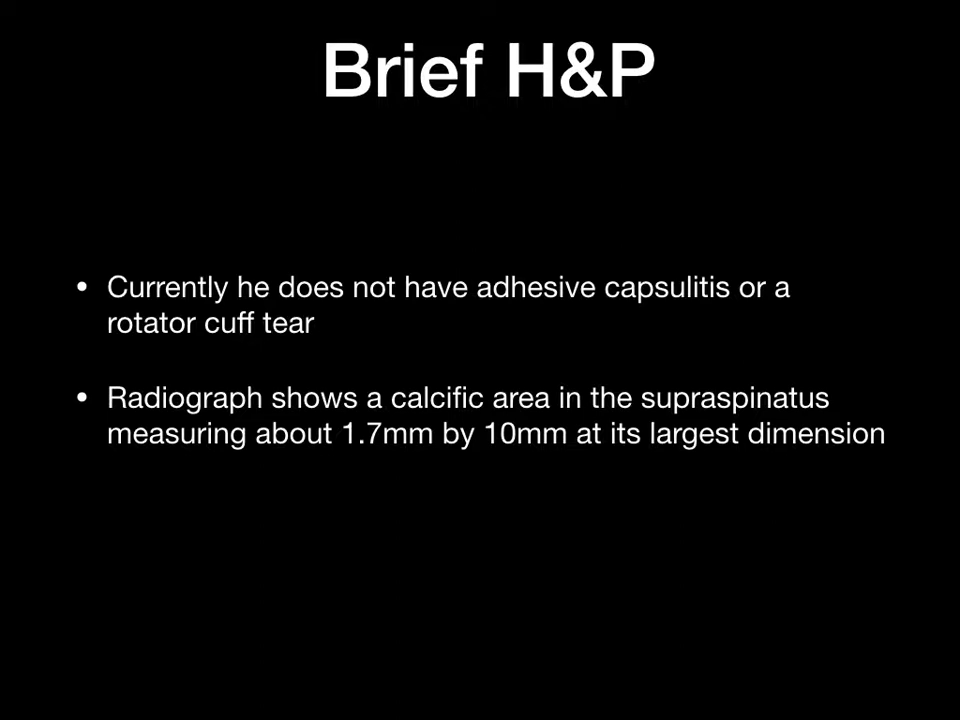 Brief H&P
• Currently he does not have adhesive capsulitis or a
rotator cuff tear
• Radiograph shows a calcific area in the supraspinatus
measuring about 1.7mm by 10mm at its largest dimension